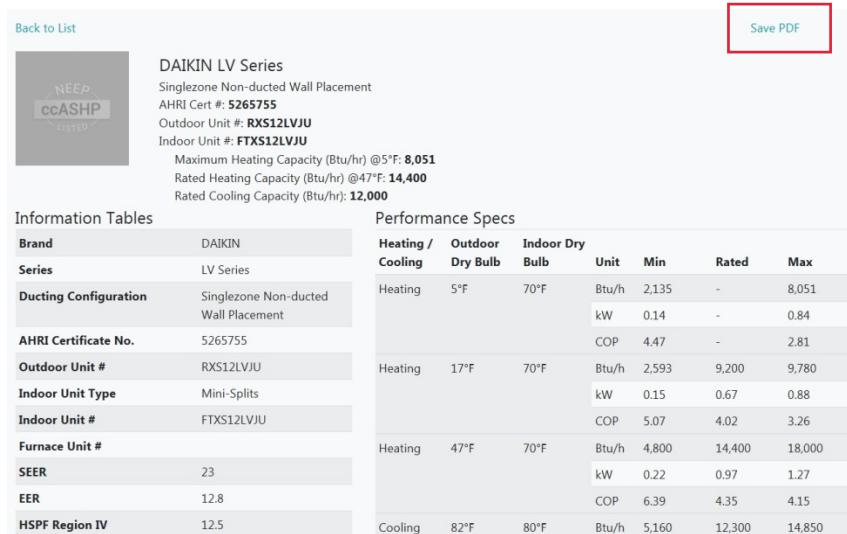 Back to List
Save PDF
NEEP
ccASHP
LISTED
DAIKIN LV Series
Singlezone Non-ducted Wall Placement
AHRI Cert #: 5265755
Outdoor Unit #: RXS12LVJU
Indoor Unit #: FTXS12LVJU
Maximum Heating Capacity (Btu/hr) @5°F: 8,051
Rated Heating Capacity (Btu/hr) @47°F: 14,400
Rated Cooling Capacity (Btu/hr): 12,000
Information Tables
Brand DAIKIN
Series LV Series
Ducting Configuration Singlezone Non-ducted
Wall Placement
AHRI Certificate No. 5265755
Outdoor Unit # RXS12LVJU
Indoor Unit Type Mini-Splits
Indoor Unit # FTXS12LVJU
Furnace Unit #
SEER 23
EER 12.8
HSPF Region IV 12.5
Performance Specs
Heating / Outdoor Indoor Dry
Cooling Dry Bulb Bulb Unit Min Rated Max
Heating 5°F 70°F Btu/h 2,135 - 8,051
kW 0.14 - 0.84
COP 4.47 - 2.81
Heating 17°F 70°F Btu/h 2,593 9,200 9,780
kW 0.15 0.67 0.88
COP 5.07 4.02 3.26
Heating 47°F 70°F Btu/h 4,800 14,400 18,000
kW 0.22 0.97 1.27
COP 6.39 4.35 4.15
Cooling 82°F 80°F Btu/h 5,160 12,300 14,850